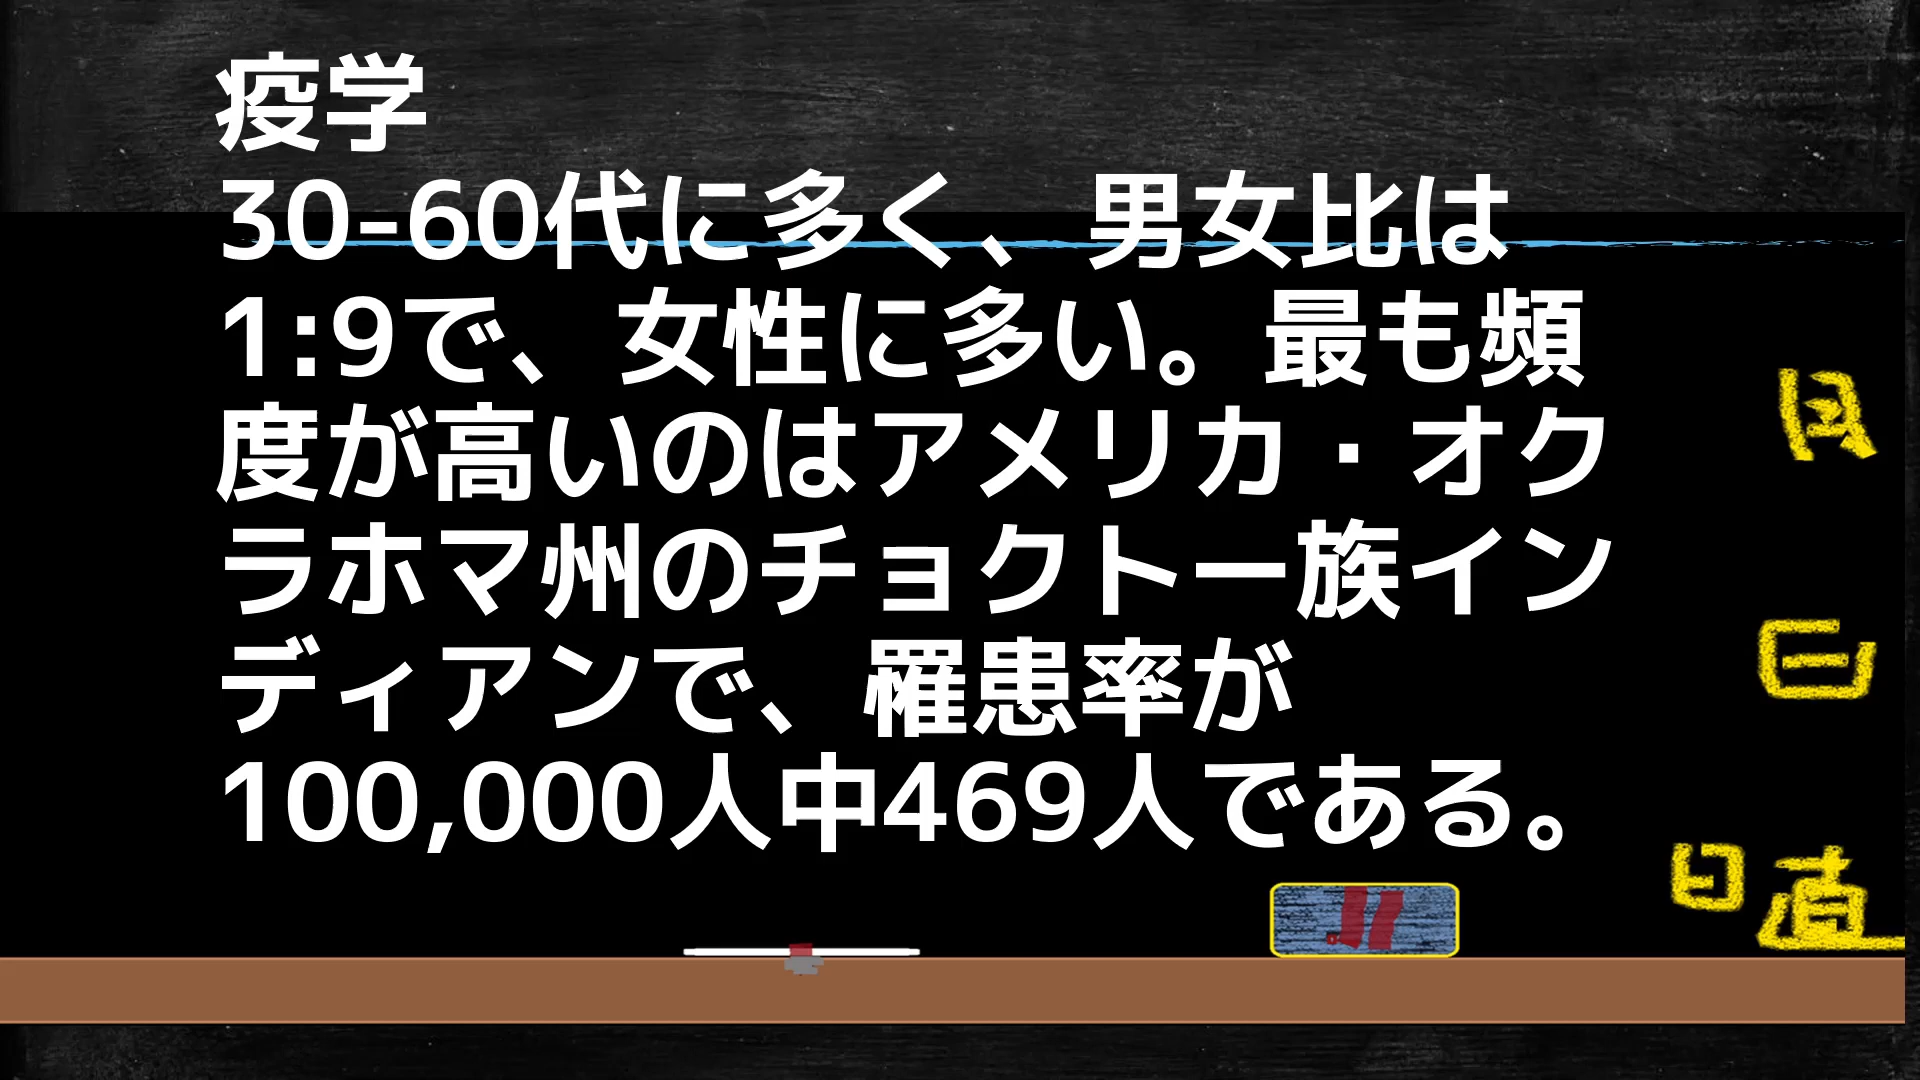 疫学
30-60代に多く、男女比は
1:9で、女性に多い。最も頻
度が高いのはアメリカ・オク
ラホマ州のチョクトー族イン
ディアンで、罹患率が
100,000人中469人である。
日直